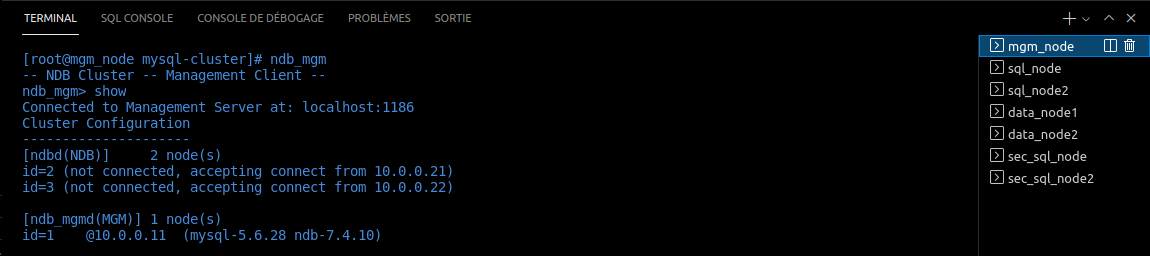 TERMINAL SQL CONSOLE CONSOLE DE DÉBOGAGE PROBLÈMES SORTIE
[root@mgm_node mysql-cluster]# ndb_mgm
-- NDB Cluster -- Management Client --
ndb_mgm> show
Connected to Management Server at: localhost:1186
Cluster Configuration
---------------------
[ndbd(NDB)]     2 node(s)
id=2 (not connected, accepting connect from 10.0.0.21)
id=3 (not connected, accepting connect from 10.0.0.22)

[ndb_mgmd(MGM)] 1 node(s)
id=1    @10.0.0.11  (mysql-5.6.28 ndb-7.4.10)
mgm_node
sql_node
sql_node2
data_node1
data_node2
sec_sql_node
sec_sql_node2